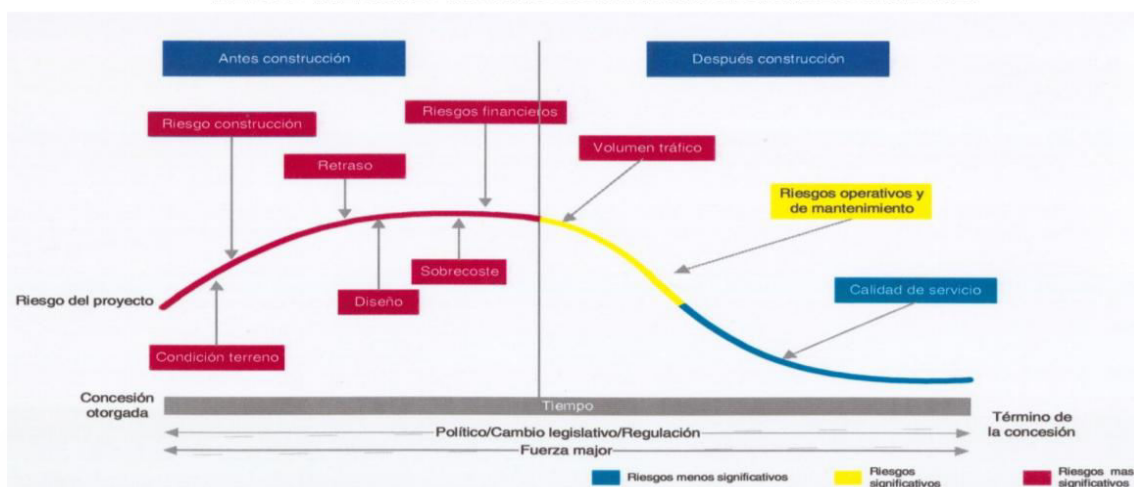 Antes construcción
Después construcción
Riesgos financieros
Riesgo construcción
Volumen tráfico
Retraso
Riesgos operativos y
de mantenimiento
Sobrecoste
Calidad de servicio
Riesgo del proyecto
Diseño
Condición terreno
Concesión
otorgada
Tiempo
Término de
la concesión
Político/Cambio legislativo/Regulación
Fuerza major
Riesgos menos significativos
Riesgos
significativos
Riesgos mas
significativos